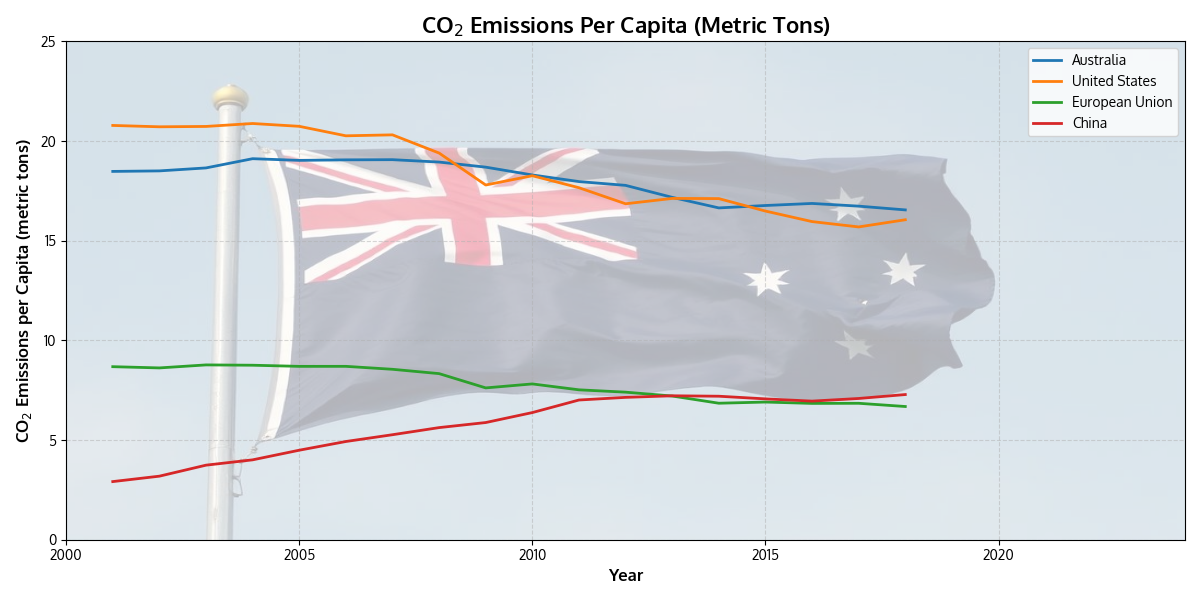 CO₂ Emissions Per Capita (Metric Tons)
CO₂ Emissions per Capita (metric tons)
25
20
15
10
5
0
Australia
United States
European Union
China
2000 2005 2010 2015 2020
Year